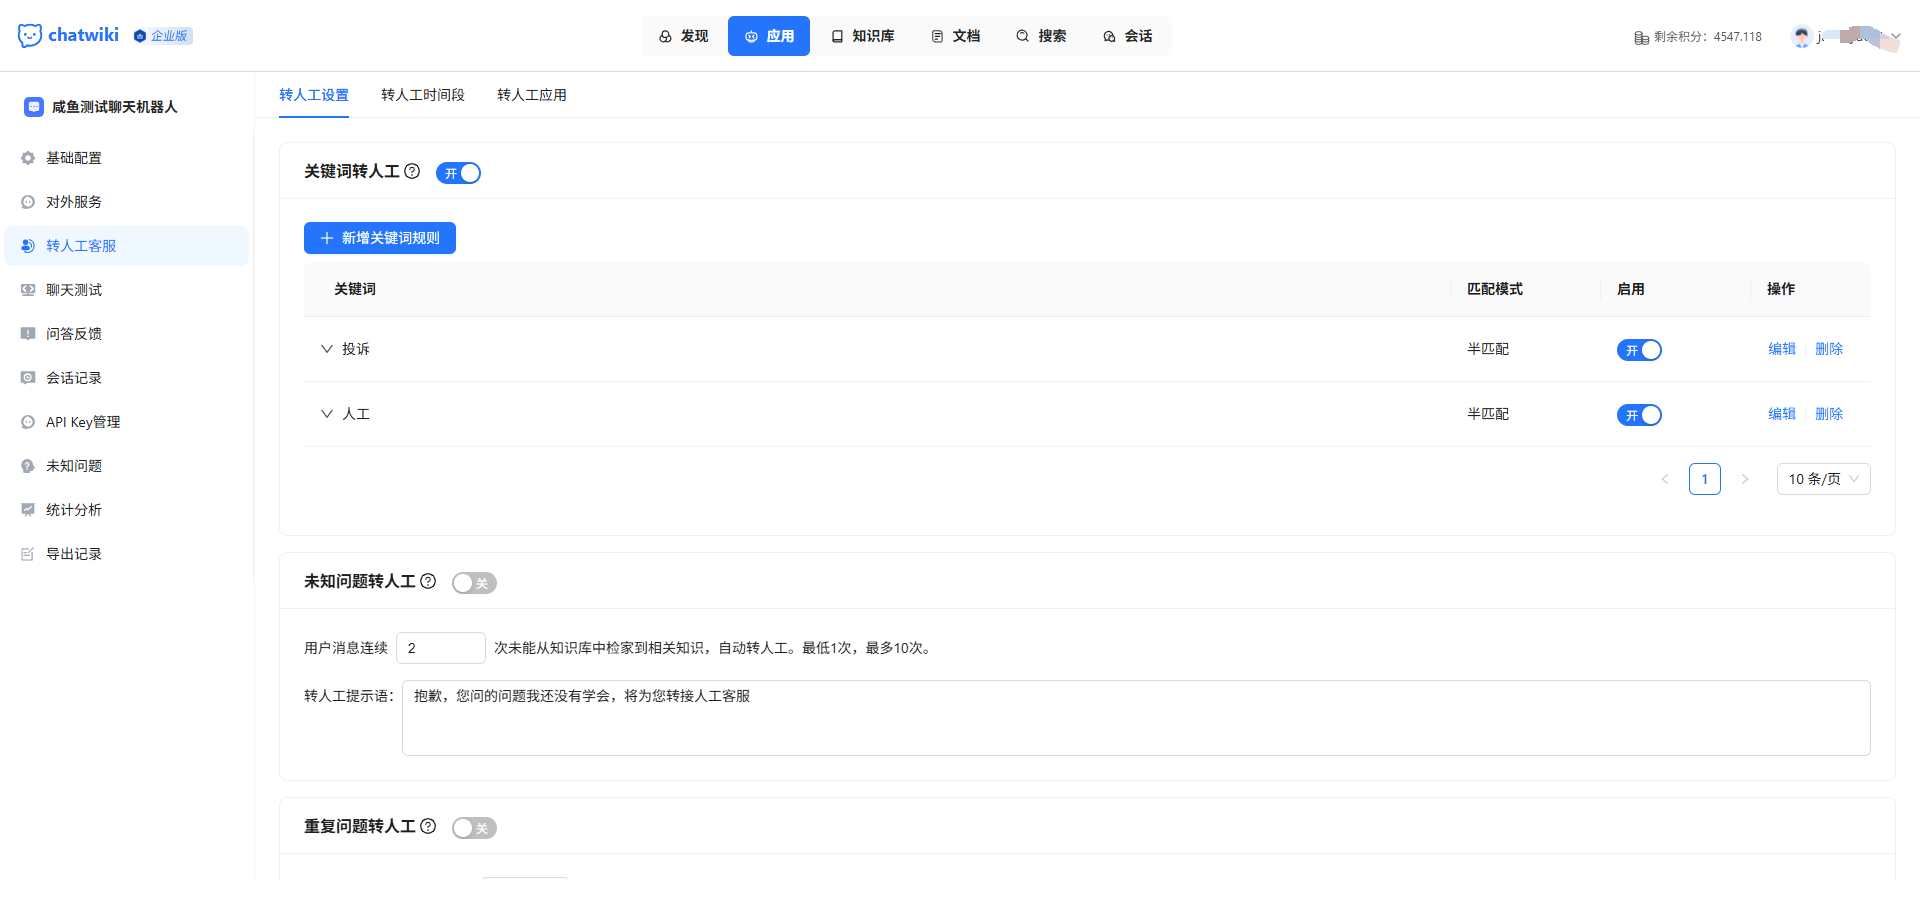 chatwiki 企业版 发现 应用 知识库 文档 搜索 会话 剩余积分：4547.118
咸鱼测试聊天机器人
基础配置
对外服务
转人工客服
聊天测试
问答反馈
会话记录
API Key管理
未知问题
统计分析
导出记录
转人工设置 转人工时间段 转人工应用
关键词转人工 开
新增关键词规则
关键词 匹配模式 启用 操作
投诉 半匹配 开 编辑 删除
人工 半匹配 开 编辑 删除
1 10 条/页
未知问题转人工 关
用户消息连续 2 次未能从知识库中检家到相关知识，自动转人工。最低1次，最多10次。
转人工提示语： 抱歉，您问的问题我还没有学会，将为您转接人工客服
重复问题转人工 关